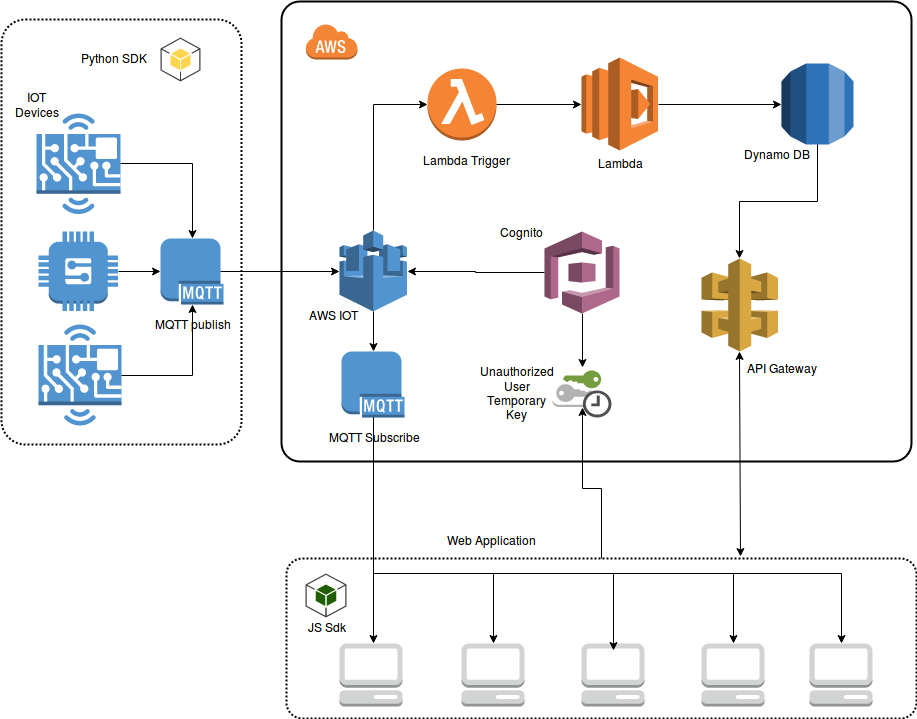 Python SDK
IOT
Devices
MQTT
MQTT publish
AWS
Lambda Trigger
Lambda
Dynamo DB
Cognito
AWS IOT
API Gateway
Unauthorized
User
Temporary
Key
MQTT
MQTT Subscribe
Web Application
JS Sdk